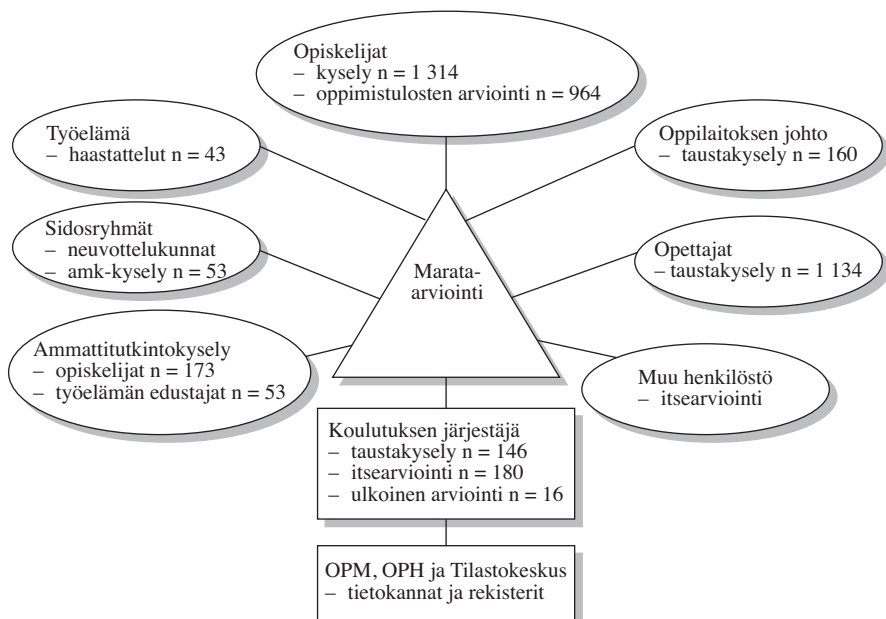 Opiskelijat
– kysely n = 1 314
– oppimistulosten arviointi n = 964
Työelämä
– haastattelut n = 43
Oppilaitoksen johto
– taustakysely n = 160
Sidosryhmät
– neuvottelukunnat
– amk-kysely n = 53
Marata-
arviointi
Opettajat
– taustakysely n = 1 134
Ammattitutkintokysely
– opiskelijat n = 173
– työelämän edustajat n = 53
Muu henkilöstö
– itsearviointi
Koulutuksen järjestäjä
– taustakysely n = 146
– itsearviointi n = 180
– ulkoinen arviointi n = 16
OPM, OPH ja Tilastokeskus
– tietokannat ja rekisterit